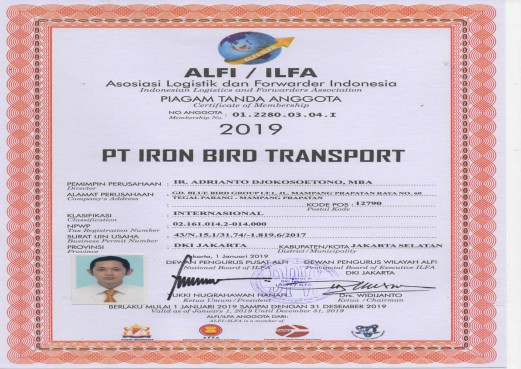 ALFI / ILFA
Asosiasi Logistik dan Forwarder Indonesia
Indonesian Logistics and Forwarders Association
PIAGAM TANDA ANGGOTA
Certificate of Membership
NO ANGGOTA : 01.2280.03.04.I
Membership No.
2019
PT IRON BIRD TRANSPORT
PEMIMPIN PERUSAHAAN : IR. ADRIANTO DJOKOSOETONO, MBA
Director
ALAMAT PERUSAHAAN : GD. BLUE BIRD GROUP LT.1, JL. MAMPANG PRAPATAN RAYA NO. 60
Company's Address TEGAL PARANG - MAMPANG PRAPATAN
KODE POS : 12790
Postal Kode
KLASIFIKASI : INTERNASIONAL
Classification
NPWP : 02.161.014.2-014.000
Tax Registration Number
SURAT IJIN USAHA : 43/N.15.1/31.74/-1.819.6/2017
Business Permit Number
PROVINSI : DKI JAKARTA KABUPATEN/KOTA JAKARTA SELATAN
Province District/Municipality
karta, 1 Januari 2019
DEWAN PENGURUS PUSAT ALFI DEWAN PENGURUS WILAYAH ALFI
National Board of ILFA Provincial Board of Executive ILFA
DKI JAKARTA
UKKI NUGRAHAWAN HANAFI Drs. WIDIJANTO
Ketua Umum/President Ketua/Chairman
BERLAKU MULAI 1 JANUARI 2019 SAMPAI DENGAN 31 DESEMBER 2019
Valid as of January 1, 2019 Until December 31, 2019
ALFI/ILFA ANGGOTA DARI:
ALFI/ILFA is a member of